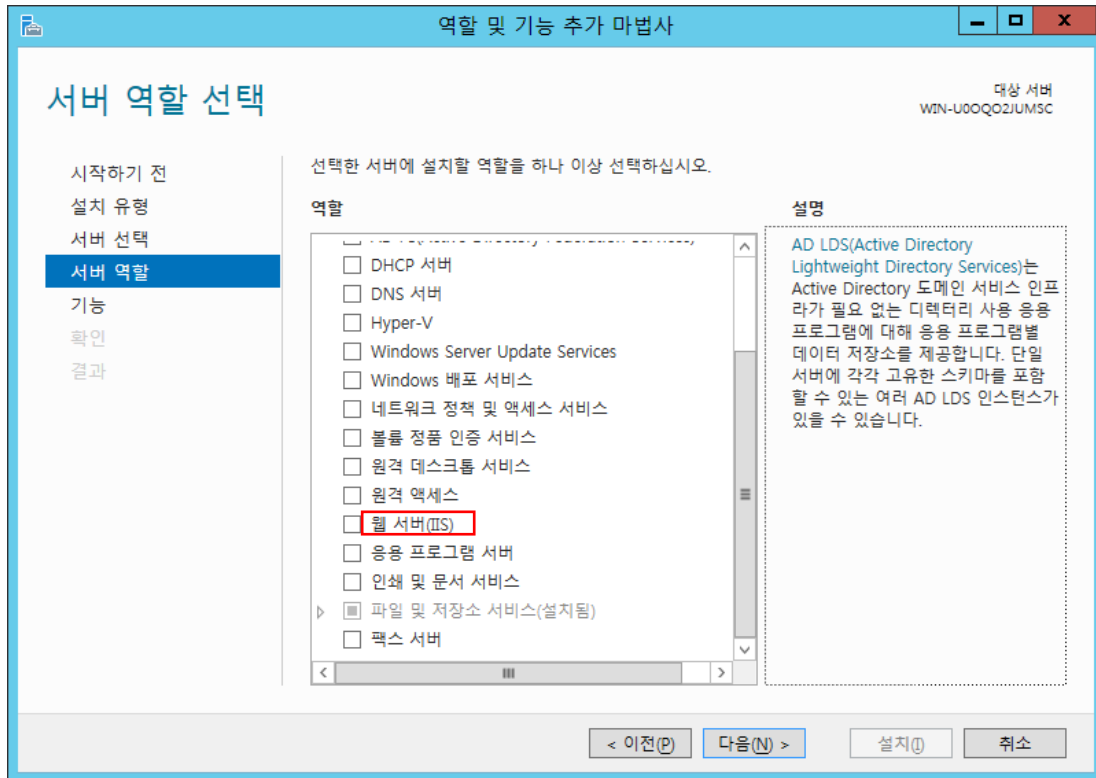 역할 및 기능 추가 마법사
서버 역할 선택
대상 서버
WIN-U0OQO2JUMSC
시작하기 전
설치 유형
서버 선택
서버 역할
기능
확인
결과
선택한 서버에 설치할 역할을 하나 이상 선택하십시오.
역할
DHCP 서버
DNS 서버
Hyper-V
Windows Server Update Services
Windows 배포 서비스
네트워크 정책 및 액세스 서비스
볼륨 정품 인증 서비스
원격 데스크톱 서비스
원격 액세스
웹 서버(IIS)
응용 프로그램 서버
인쇄 및 문서 서비스
파일 및 저장소 서비스(설치됨)
팩스 서버
설명
AD LDS(Active Directory
Lightweight Directory Services)는
Active Directory 도메인 서비스 인프
라가 필요 없는 디렉터리 사용 응용
프로그램에 대해 응용 프로그램별
데이터 저장소를 제공합니다. 단일
서버에 각각 고유한 스키마를 포함
할 수 있는 여러 AD LDS 인스턴스가
있을 수 있습니다.
< 이전(P)
다음(N) >
설치(I)
취소